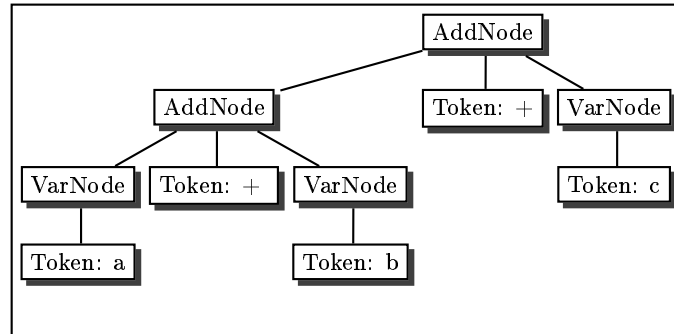 AddNode
AddNode
Token: +
VarNode
VarNode
Token: +
VarNode
Token: c
Token: a
Token: b